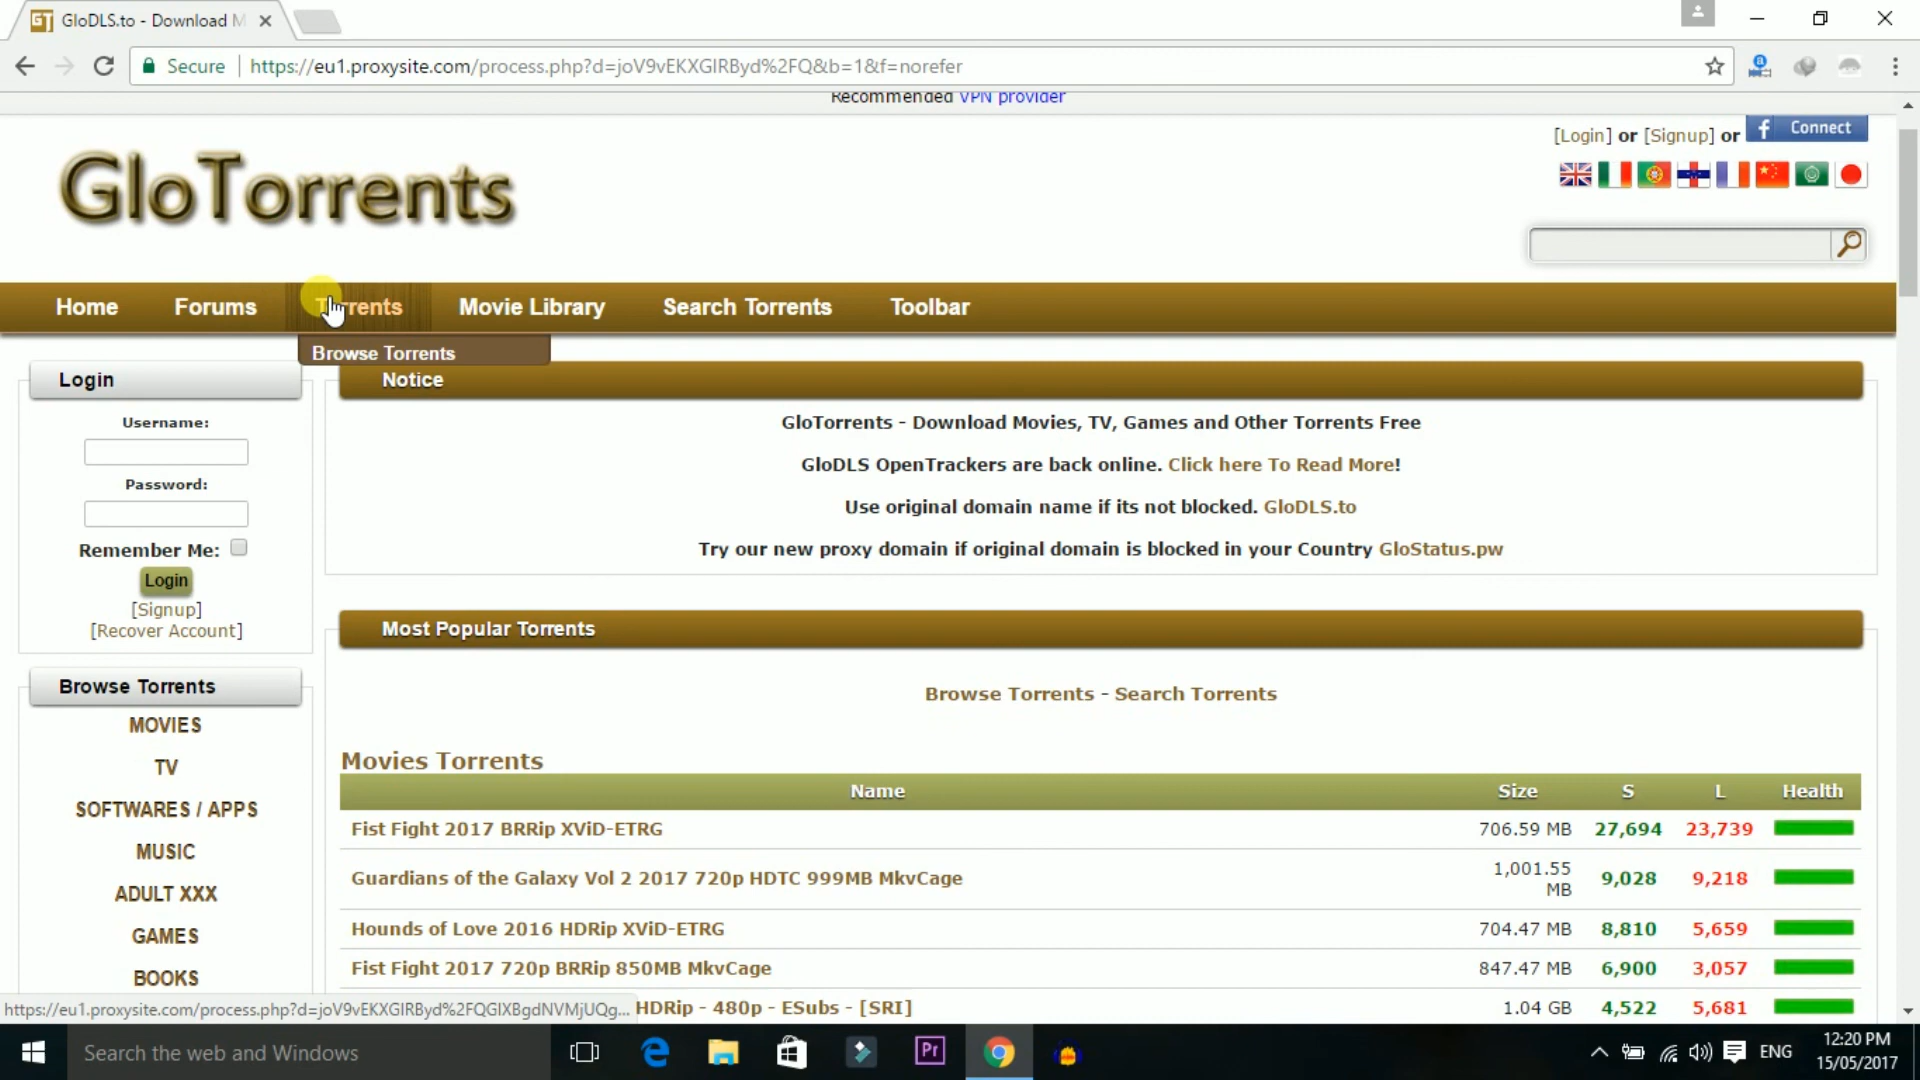 GloDLS.to - Download M
Secure
https://eu1.proxysite.com/process.php?d=joV9vEKXGIRByd%2FQ&b=1&f=norefer
Recommended VPN provider
[Login] or [Signup] or
f Connect
GloTorrents
Home
Forums
Torrents
Movie Library
Search Torrents
Toolbar
Browse Torrents
Login
Username:
Password:
Remember Me:
Login
[Signup]
[Recover Account]
Browse Torrents
MOVIES
TV
SOFTWARES / APPS
MUSIC
ADULT XXX
GAMES
BOOKS
Notice
GloTorrents - Download Movies, TV, Games and Other Torrents Free
GloDLS OpenTrackers are back online. Click here To Read More!
Use original domain name if its not blocked. GloDLS.to
Try our new proxy domain if original domain is blocked in your Country GloStatus.pw
Most Popular Torrents
Browse Torrents - Search Torrents
Movies Torrents
Name Size S L Health
Fist Fight 2017 BRRip XViD-ETRG 706.59 MB 27,694 23,739
Guardians of the Galaxy Vol 2 2017 720p HDTC 999MB MkvCage 1,001.55 MB 9,028 9,218
Hounds of Love 2016 HDRip XViD-ETRG 704.47 MB 8,810 5,659
Fist Fight 2017 720p BRRip 850MB MkvCage 847.47 MB 6,900 3,057
HDRip - 480p - ESubs - [SRI] 1.04 GB 4,522 5,681
https://eu1.proxysite.com/process.php?d=joV9vEKXGIRByd%2FQGIXBgdNVMjUQg...
Search the web and Windows
Pr
ENG
12:20 PM
15/05/2017